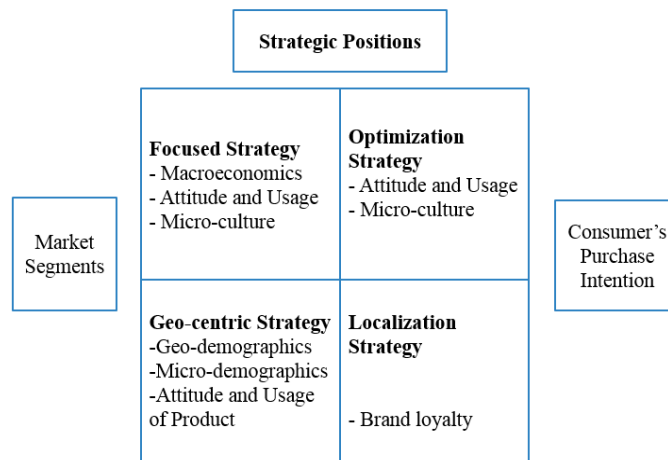 Strategic Positions
Focused Strategy
- Macroeconomics
- Attitude and Usage
- Micro-culture
Optimization
Strategy
- Attitude and Usage
- Micro-culture
Market
Segments
Consumer's
Purchase
Intention
Geo-centric Strategy
-Geo-demographics
-Micro-demographics
-Attitude and Usage
of Product
Localization
Strategy
- Brand loyalty